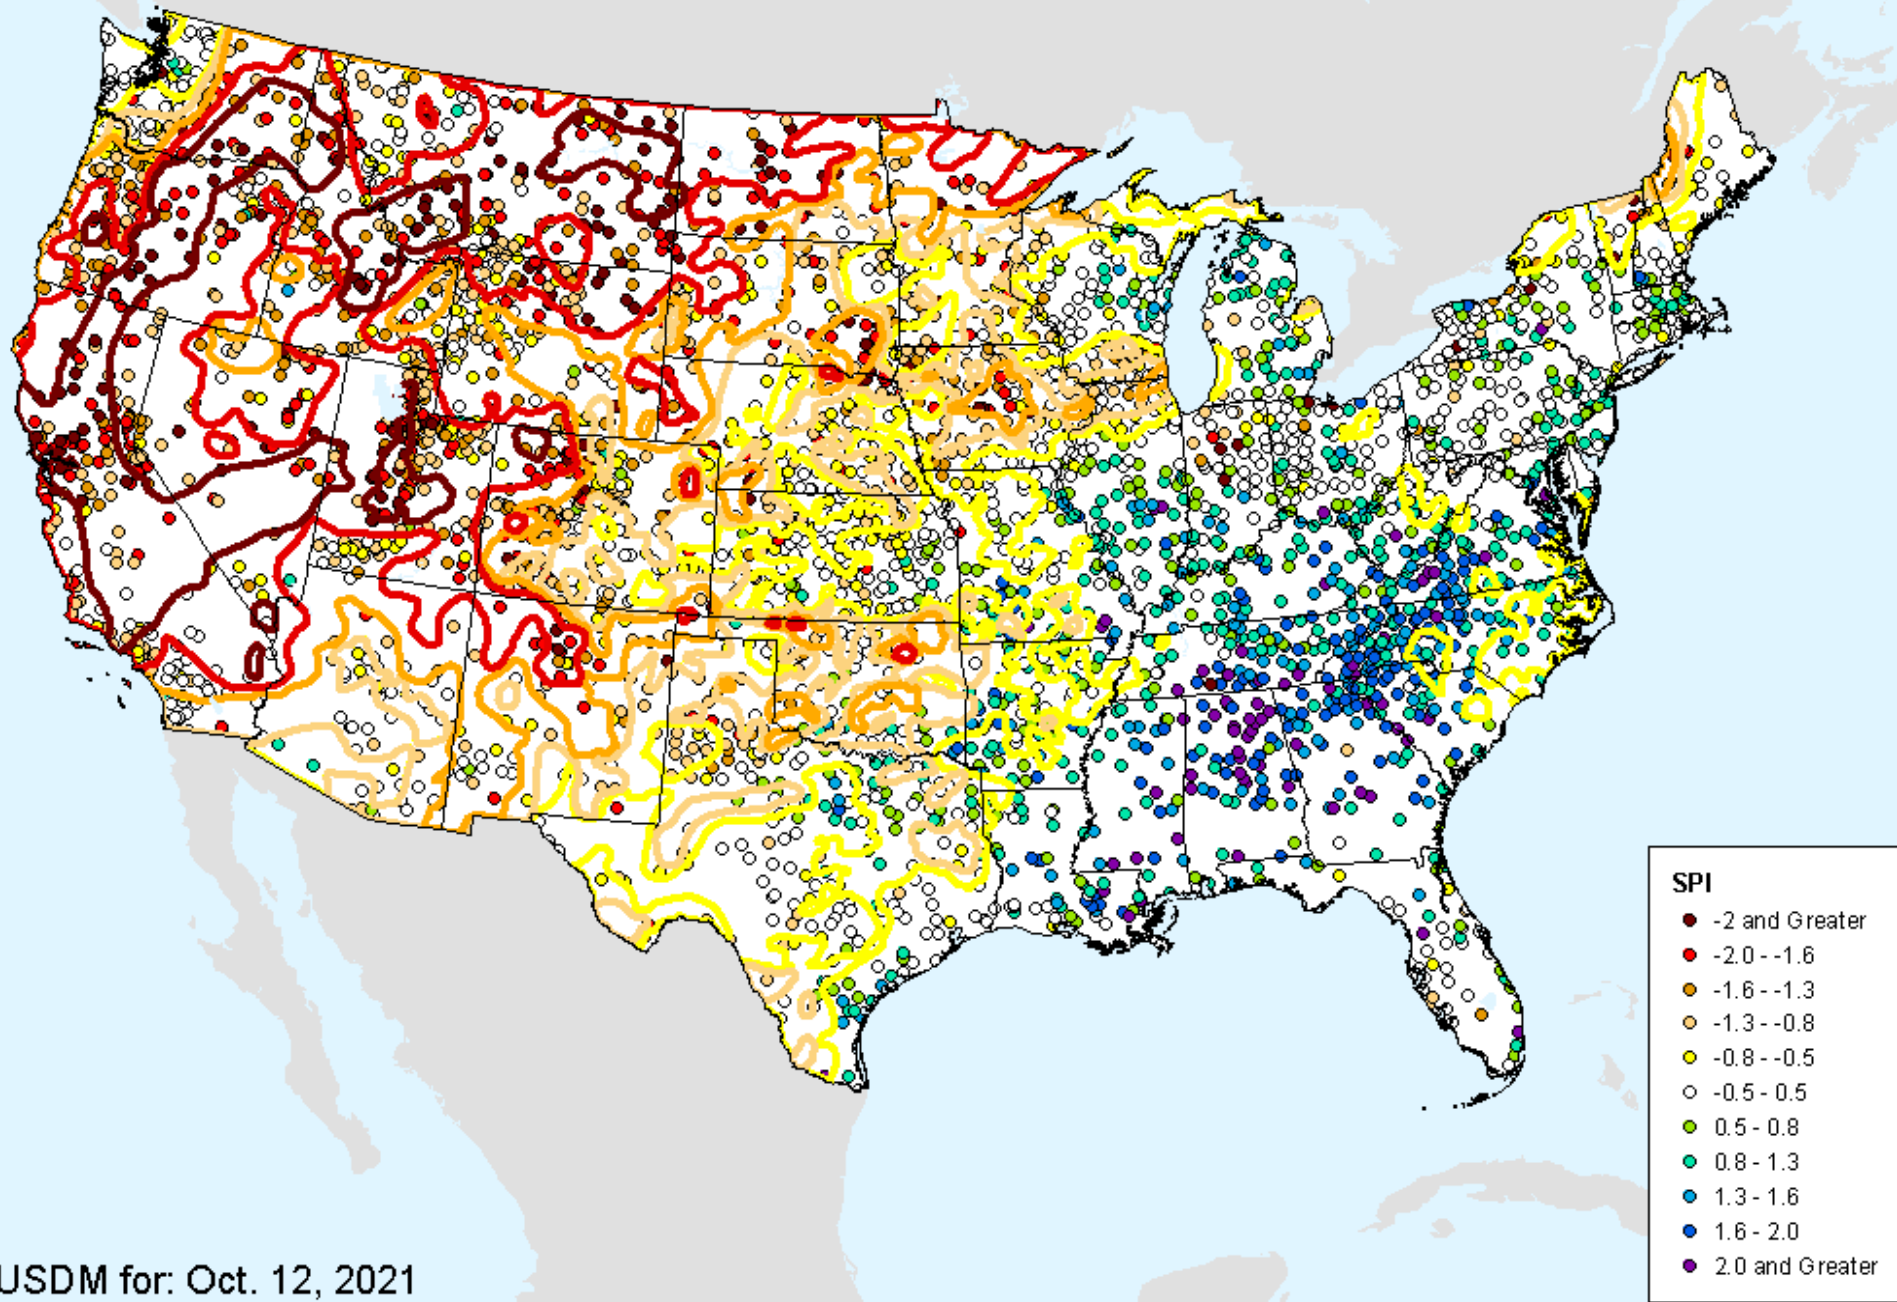 SPI
-2 and Greater
-2.0 - -1.6
-1.6 - -1.3
-1.3 - -0.8
-0.8 - -0.5
-0.5 - 0.5
0.5 - 0.8
0.8 - 1.3
1.3 - 1.6
1.6 - 2.0
2.0 and Greater
USDM for: Oct. 12, 2021